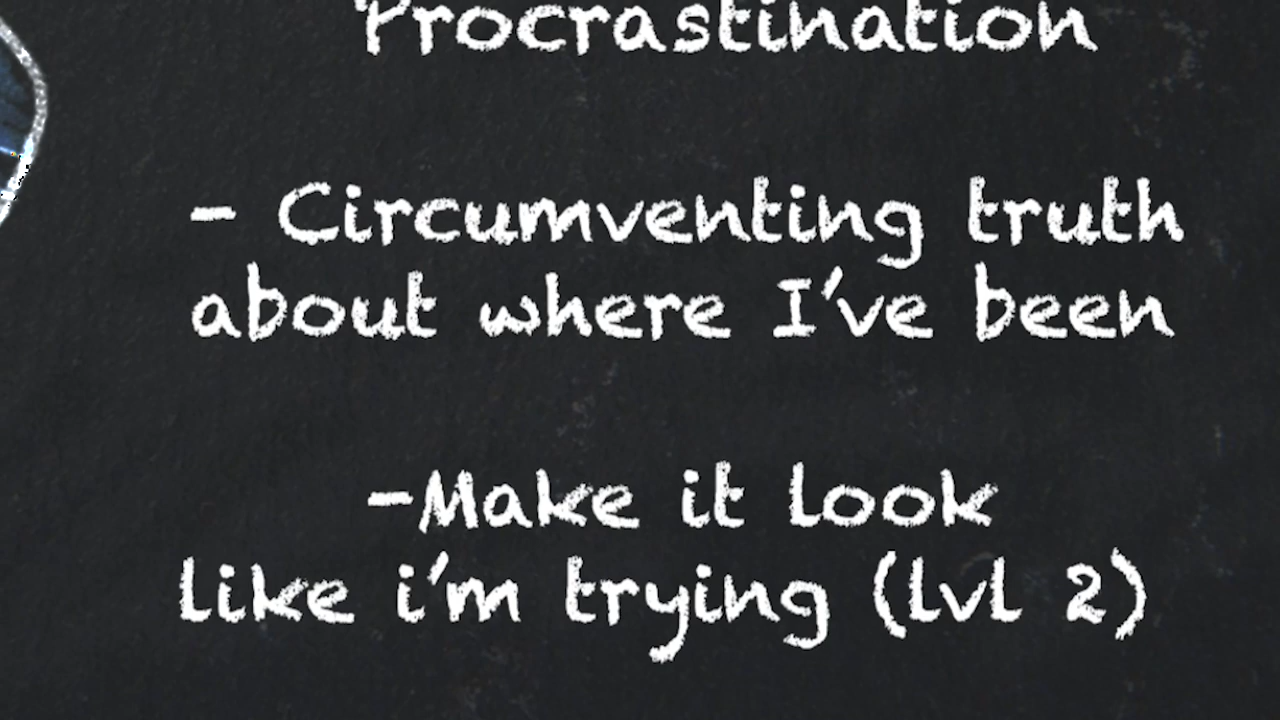 Procrastination
- Circumventing truth
about where I've been
-Make it look
like i'm trying (lvl 2)